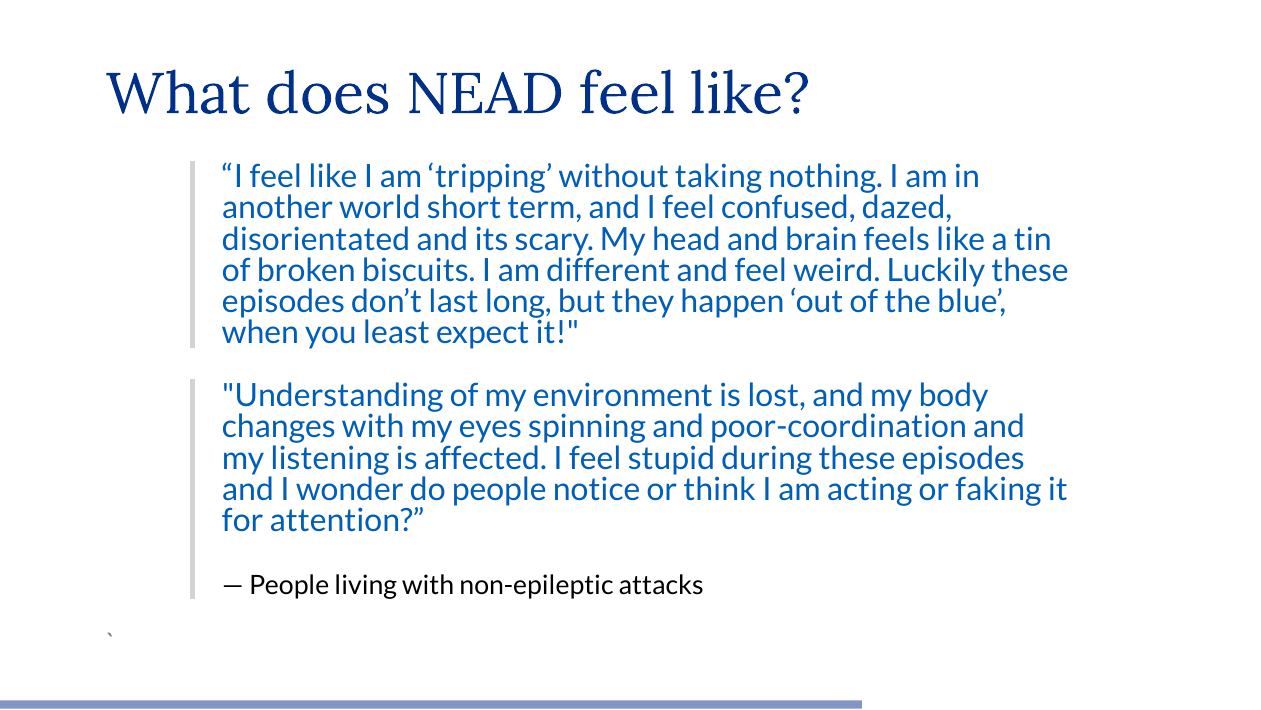 What does NEAD feel like?
“I feel like I am ‘tripping’ without taking nothing. I am in
another world short term, and I feel confused, dazed,
disorientated and its scary. My head and brain feels like a tin
of broken biscuits. I am different and feel weird. Luckily these
episodes don’t last long, but they happen ‘out of the blue’,
when you least expect it!"
"Understanding of my environment is lost, and my body
changes with my eyes spinning and poor-coordination and
my listening is affected. I feel stupid during these episodes
and I wonder do people notice or think I am acting or faking it
for attention?”
— People living with non-epileptic attacks
`